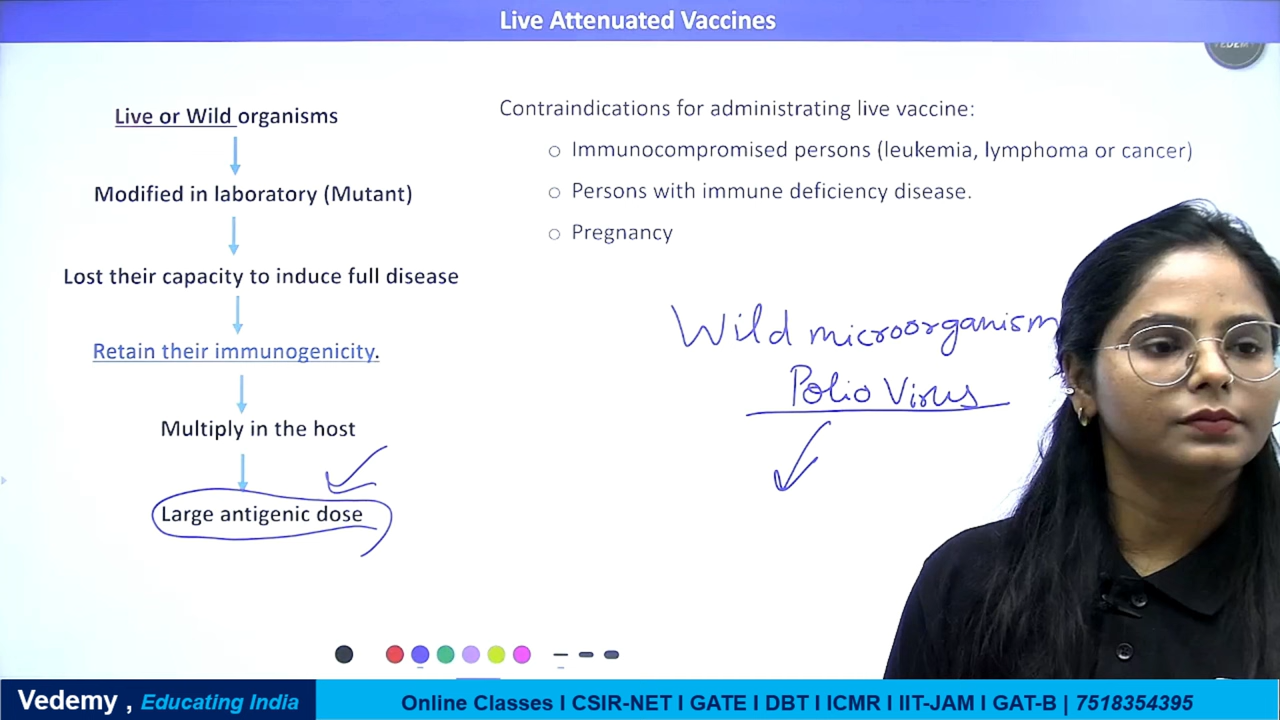 Live Attenuated Vaccines
Live or Wild organisms
Modified in laboratory (Mutant)
Lost their capacity to induce full disease
Retain their immunogenicity.
Multiply in the host
Large antigenic dose
Contraindications for administrating live vaccine:
Immunocompromised persons (leukemia, lymphoma or cancer)
Persons with immune deficiency disease.
Pregnancy
Wild microorganism
Polio Virus
Vedemy , Educating India
Online Classes I CSIR-NET I GATE I DBT I ICMR I IIT-JAM I GAT-B | 7518354395